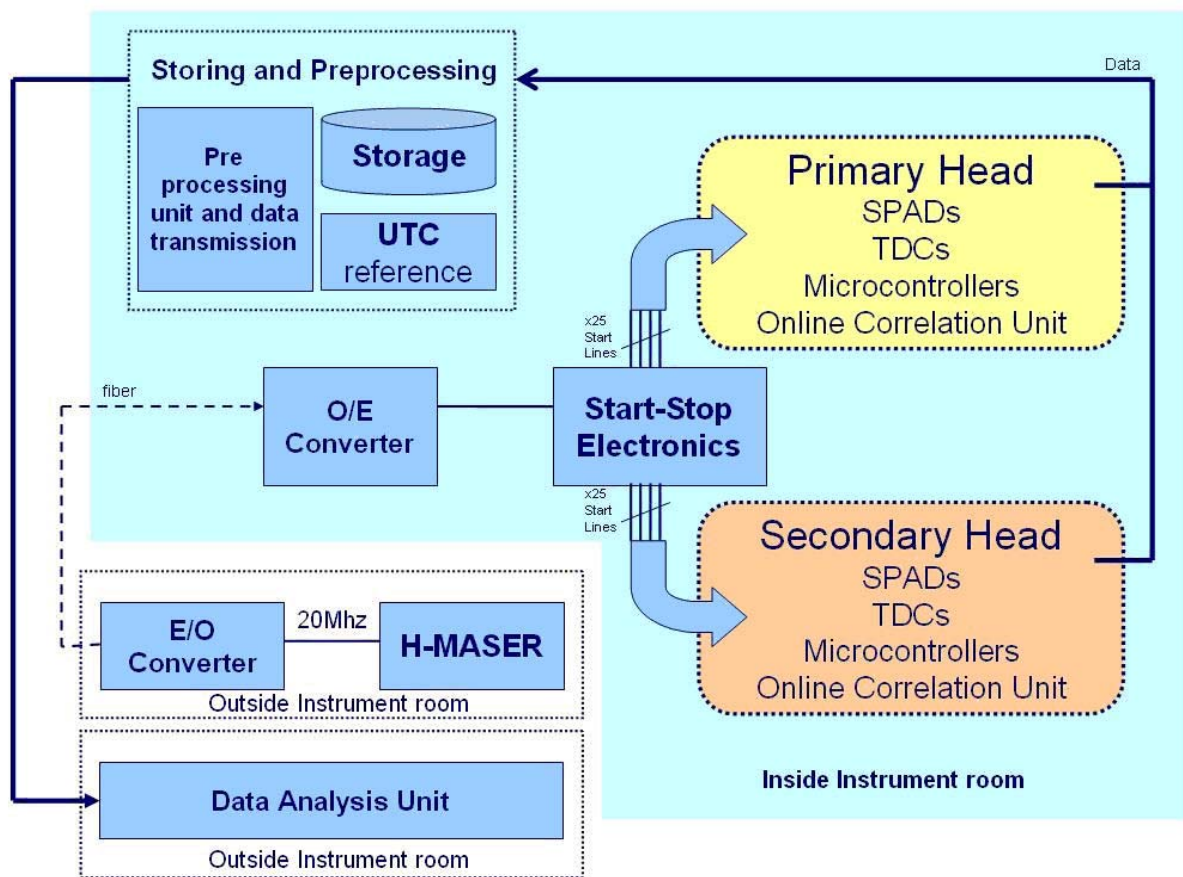 Storing and Preprocessing
Pre
processing
unit and data
transmission
Storage
UTC
reference
Data
Primary Head
SPADs
TDCs
Microcontrollers
Online Correlation Unit
x25
Start
Lines
fiber
O/E
Converter
Start-Stop
Electronics
x25
Start
Lines
Secondary Head
SPADs
TDCs
Microcontrollers
Online Correlation Unit
E/O
Converter
20Mhz
H-MASER
Outside Instrument room
Inside Instrument room
Data Analysis Unit
Outside Instrument room